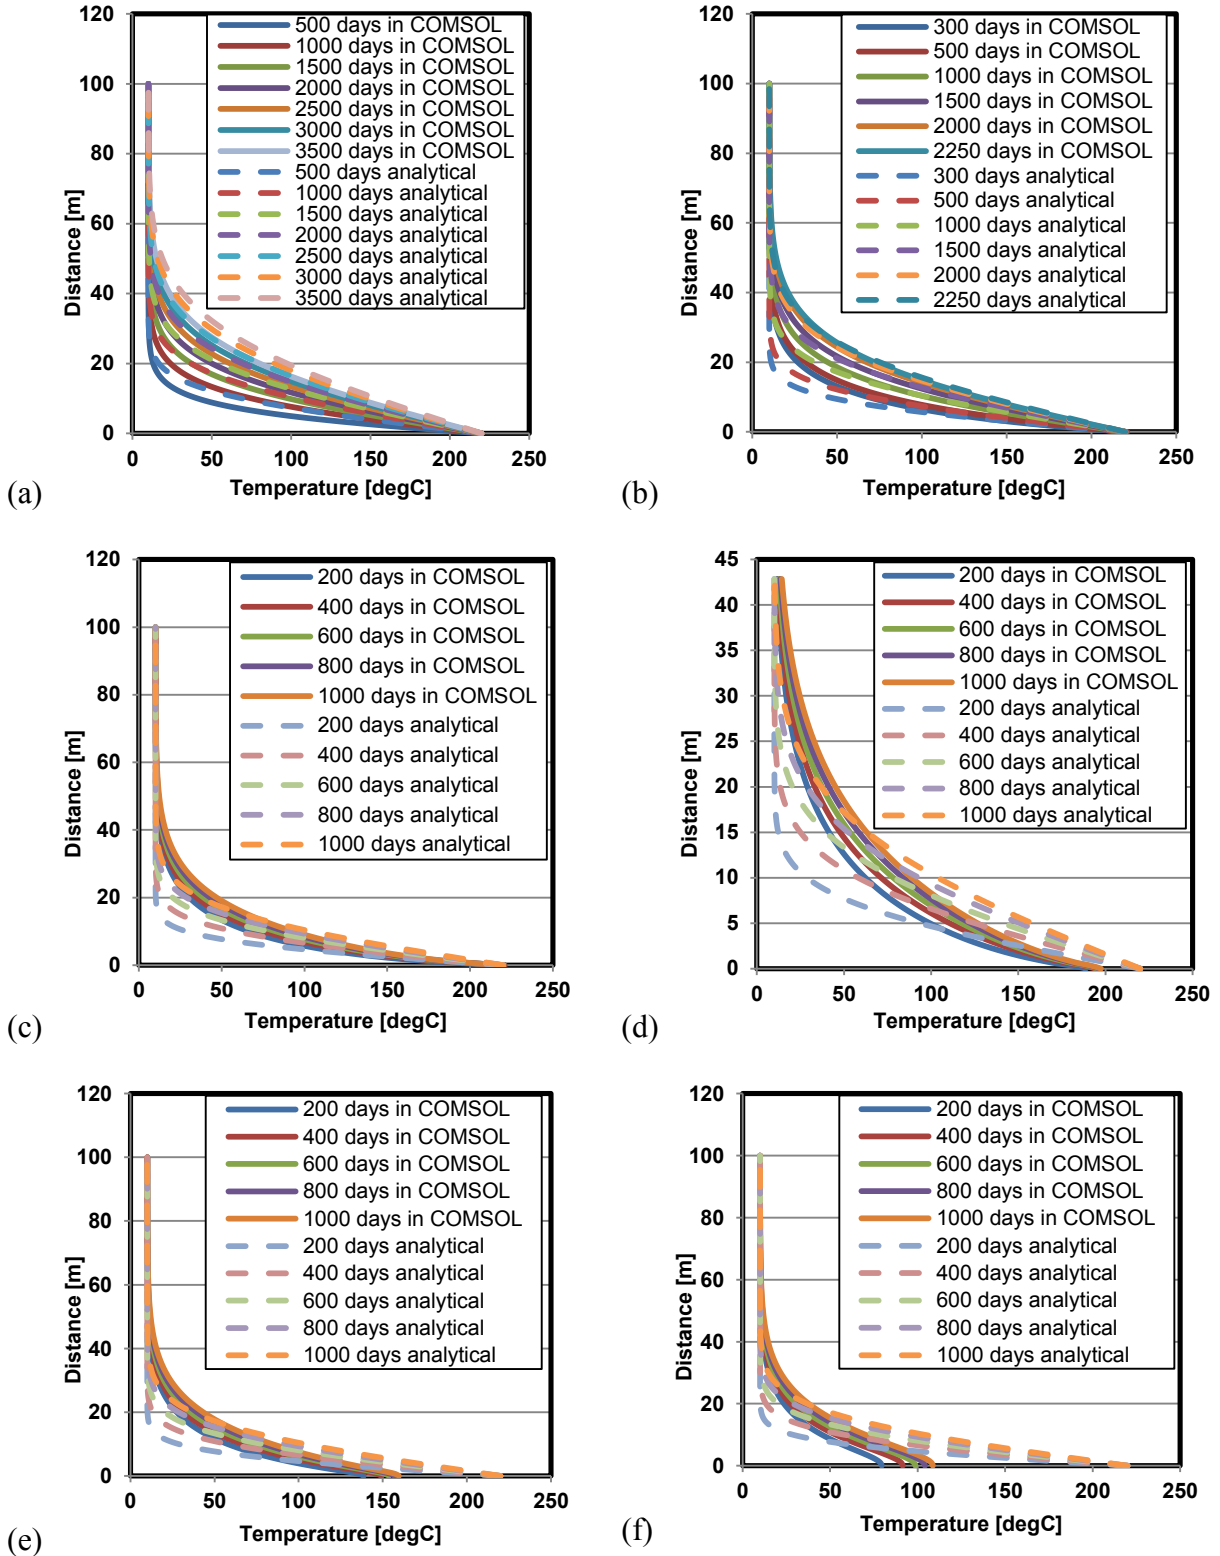 120
100
80
60
40
20
0
Distance [m]
500 days in COMSOL
1000 days in COMSOL
1500 days in COMSOL
2000 days in COMSOL
2500 days in COMSOL
3000 days in COMSOL
3500 days in COMSOL
500 days analytical
1000 days analytical
1500 days analytical
2000 days analytical
2500 days analytical
3000 days analytical
3500 days analytical
0 50 100 150 200 250
Temperature [degC]
(a)
120
100
80
60
40
20
0
Distance [m]
300 days in COMSOL
500 days in COMSOL
1000 days in COMSOL
1500 days in COMSOL
2000 days in COMSOL
2250 days in COMSOL
300 days analytical
500 days analytical
1000 days analytical
1500 days analytical
2000 days analytical
2250 days analytical
0 50 100 150 200 250
Temperature [degC]
(b)
120
100
80
60
40
20
0
Distance [m]
200 days in COMSOL
400 days in COMSOL
600 days in COMSOL
800 days in COMSOL
1000 days in COMSOL
200 days analytical
400 days analytical
600 days analytical
800 days analytical
1000 days analytical
0 50 100 150 200 250
Temperature [degC]
(c)
45
40
35
30
25
20
15
10
5
0
Distance [m]
200 days in COMSOL
400 days in COMSOL
600 days in COMSOL
800 days in COMSOL
1000 days in COMSOL
200 days analytical
400 days analytical
600 days analytical
800 days analytical
1000 days analytical
0 50 100 150 200 250
Temperature [degC]
(d)
120
100
80
60
40
20
0
Distance [m]
200 days in COMSOL
400 days in COMSOL
600 days in COMSOL
800 days in COMSOL
1000 days in COMSOL
200 days analytical
400 days analytical
600 days analytical
800 days analytical
1000 days analytical
0 50 100 150 200 250
Temperature [degC]
(e)
120
100
80
60
40
20
0
Distance [m]
200 days in COMSOL
400 days in COMSOL
600 days in COMSOL
800 days in COMSOL
1000 days in COMSOL
200 days analytical
400 days analytical
600 days analytical
800 days analytical
1000 days analytical
0 50 100 150 200 250
Temperature [degC]
(f)